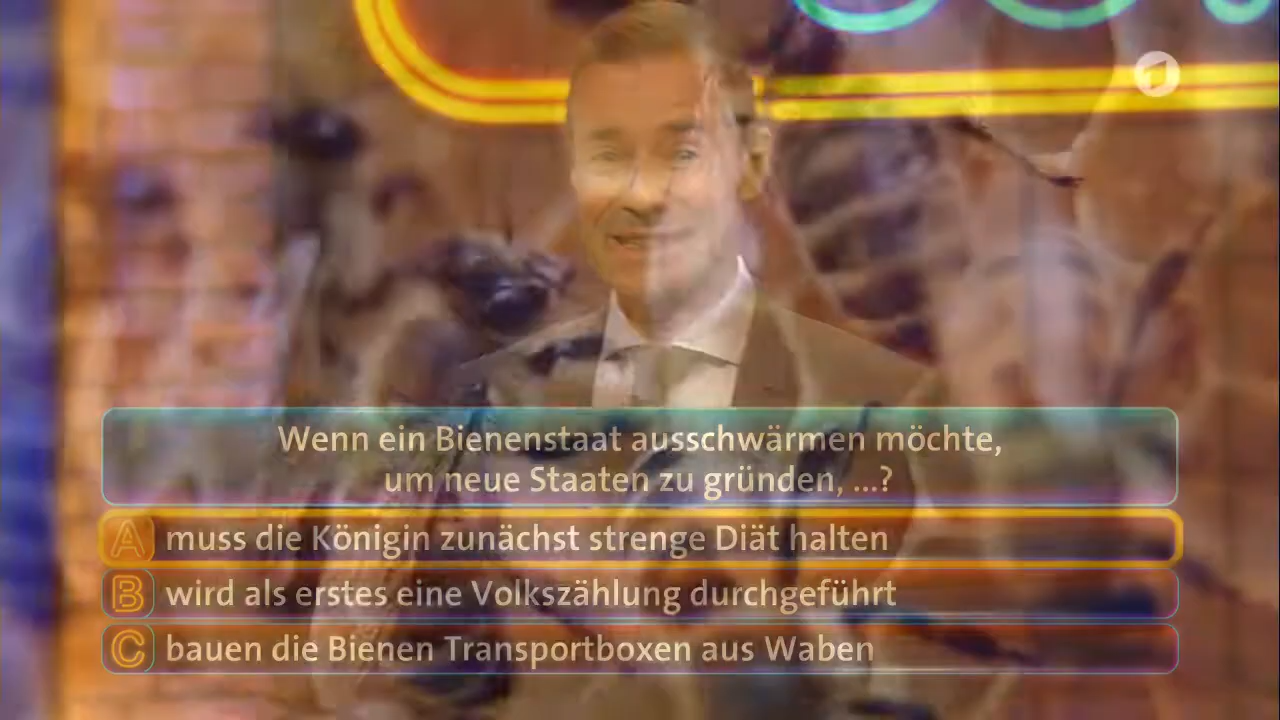 Wenn ein Bienenstaat ausschwärmen möchte,
um neue Staaten zu gründen, ...?
A muss die Königin zunächst strenge Diät halten
B wird als erstes eine Volkszählung durchgeführt
C bauen die Bienen Transportboxen aus Waben
1